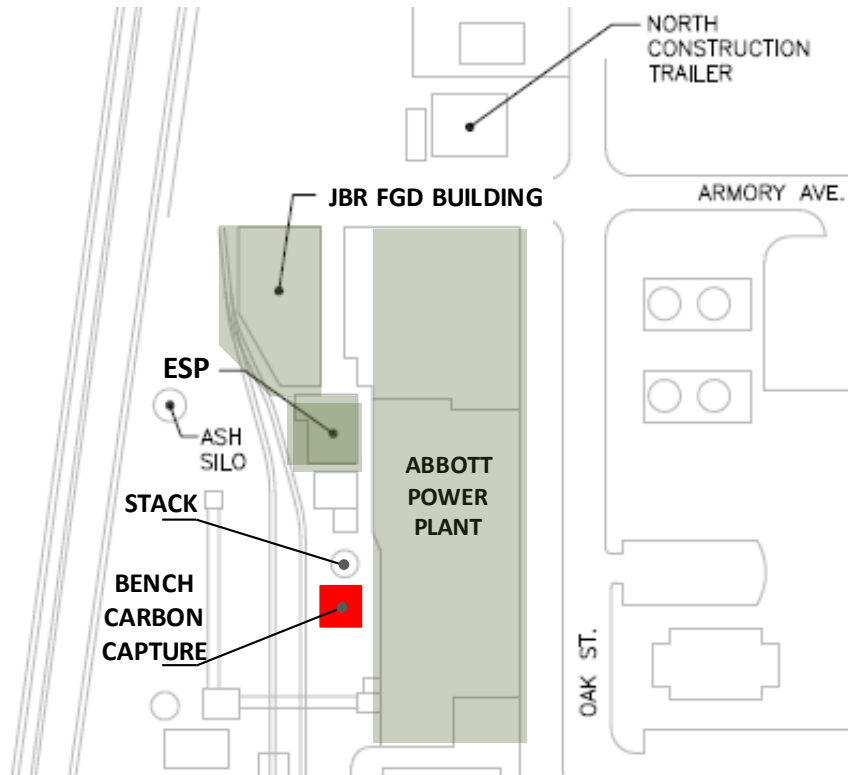 NORTH
CONSTRUCTION
TRAILER
ARMORY AVE.
JBR FGD BUILDING
ESP
ASH
SILO
ABBOTT
POWER
PLANT
STACK
BENCH
CARBON
CAPTURE
OAK ST.